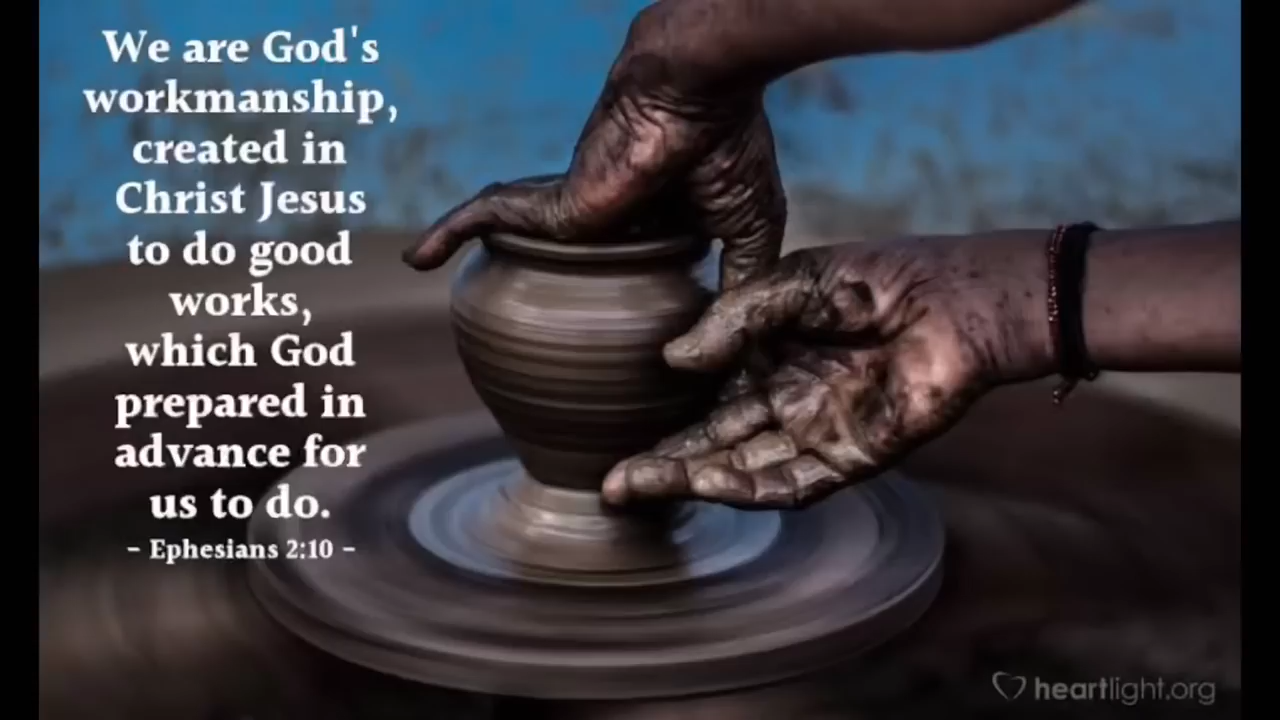 We are God's
workmanship,
created in
Christ Jesus
to do good
works,
which God
prepared in
advance for
us to do.
- Ephesians 2:10 -
heartlight.org